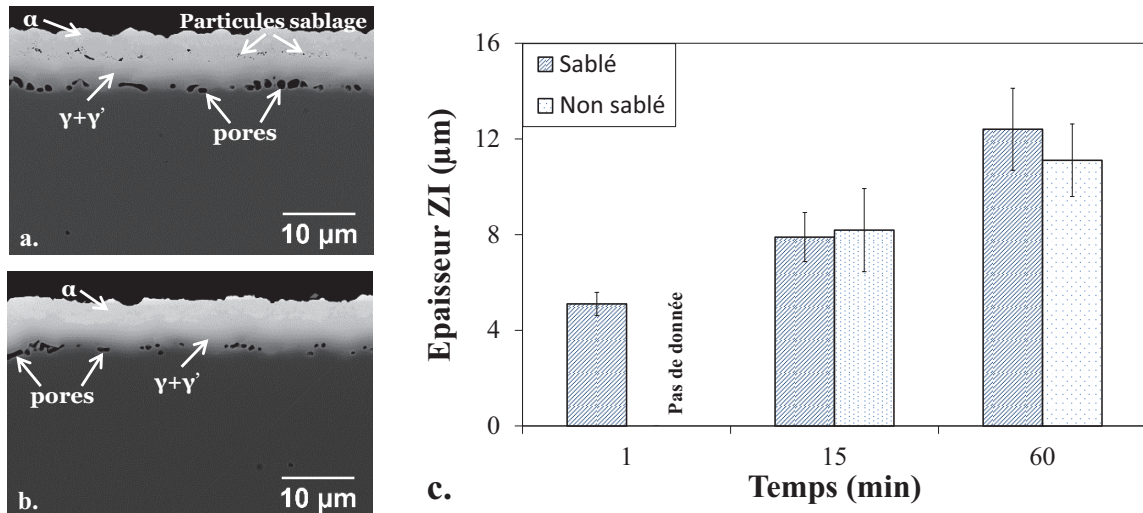 α
Particules sablage
γ+γ’
pores
10 µm
a.
α
pores
γ+γ’
10 µm
b.
16
12
8
4
0
Epaisseur ZI (µm)
Sablé
Non sablé
Pas de donnée
1
15
60
Temps (min)
c.